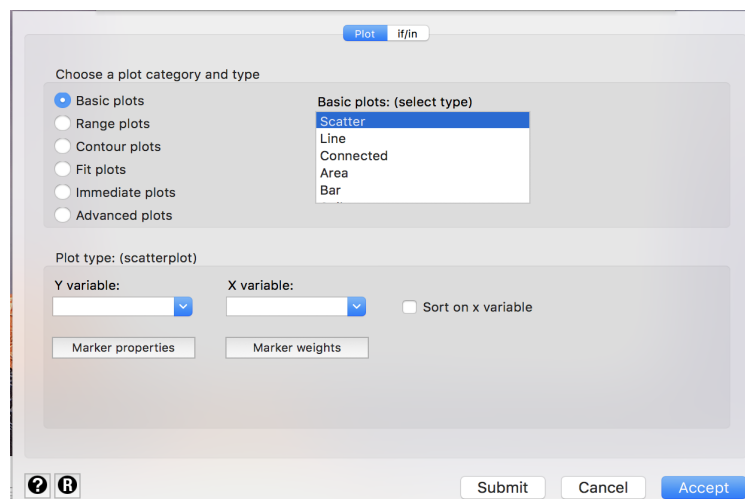 Plot if/in
Choose a plot category and type
Basic plots
Range plots
Contour plots
Fit plots
Immediate plots
Advanced plots
Basic plots: (select type)
Scatter
Line
Connected
Area
Bar
Plot type: (scatterplot)
Y variable: X variable:
Sort on x variable
Marker properties Marker weights
? R Submit Cancel Accept